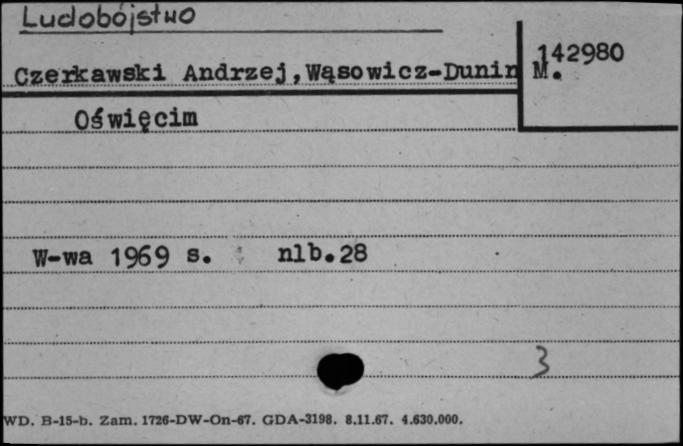 Ludobójstwo
142980
Czerkawski Andrzej,Wąsowicz-Dunin M.
Oświęcim
W-wa 1969 s. nlb.28
3
WD. B-15-b. Zam. 1726-DW-On-67. GDA-3198. 8.11.67. 4.630.000.